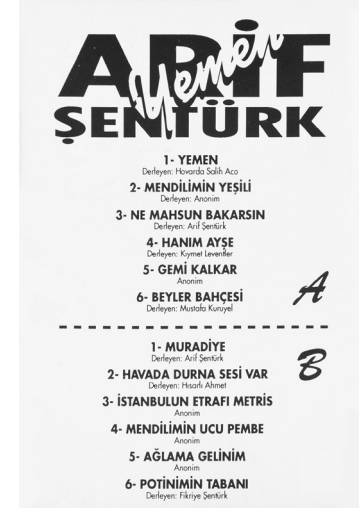 ARİF
Yemen
ŞENTÜRK
1- YEMEN
Derleyen: Hovarda Salih Aco
2- MENDİLİMİN YEŞİLİ
Derleyen: Anonim
3- NE MAHSUN BAKARSIN
Derleyen: Arif Şentürk
4- HANIM AYŞE
Derleyen: Kıymet Leventler
5- GEMİ KALKAR
Anonim
6- BEYLER BAHÇESİ
Derleyen: Mustafa Kuruyel
A
1- MURADİYE
Derleyen: Arif Şentürk
B
2- HAVADA DURNA SESİ VAR
Derleyen: Hisarlı Ahmet
3- İSTANBULUN ETRAFI METRİS
Anonim
4- MENDİLİMİN UCU PEMBE
Anonim
5- AĞLAMA GELİNİM
Anonim
6- POTİNİMİN TABANI
Derleyen: Fikriye Şentürk